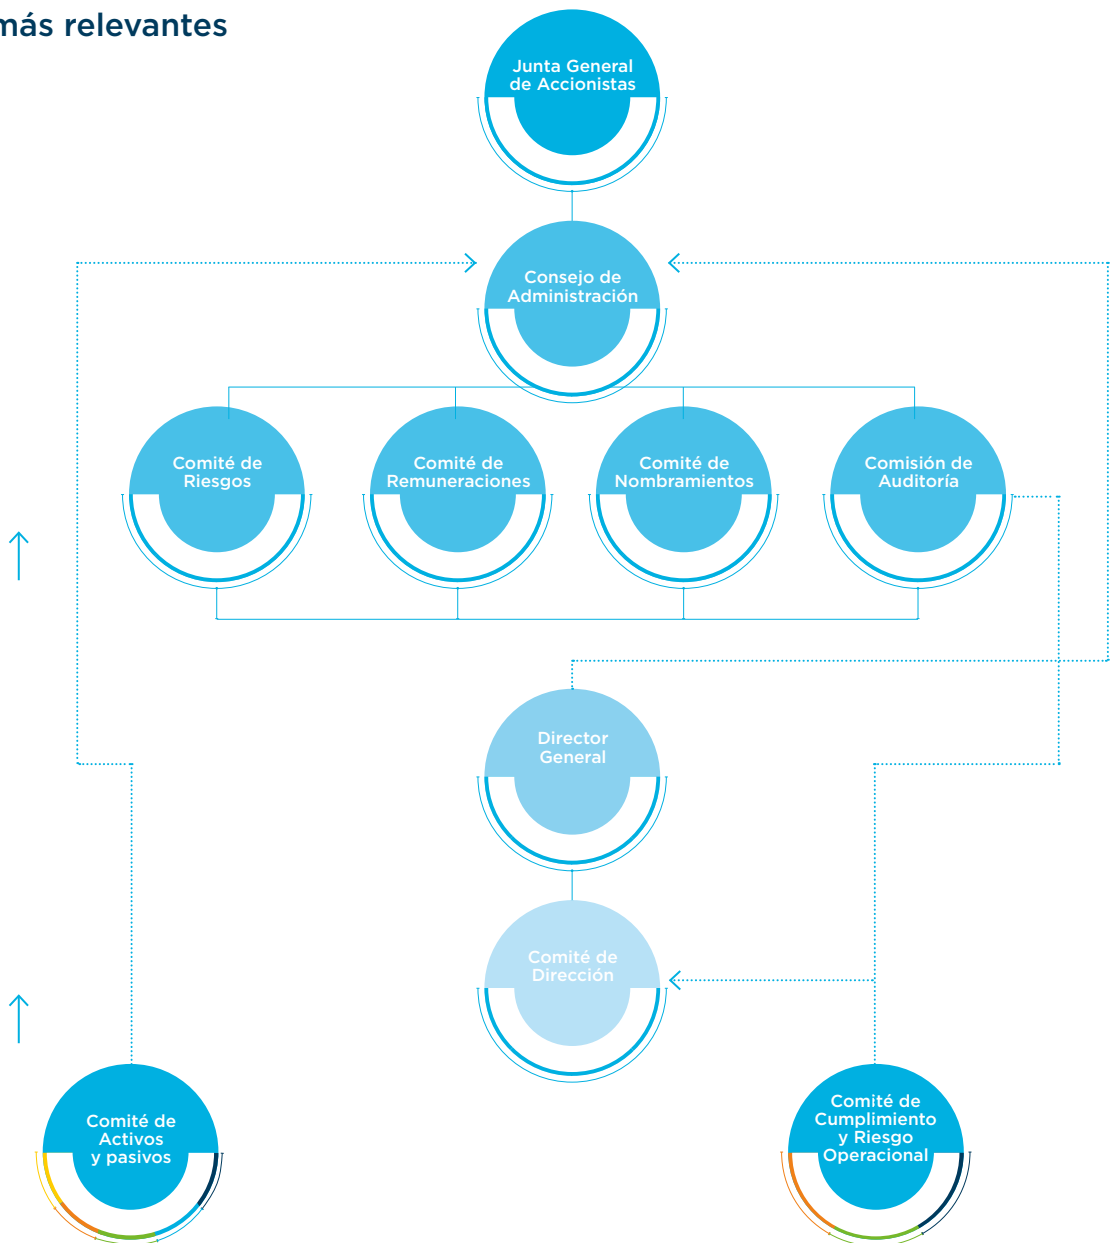 más relevantes
Junta General
de Accionistas
Consejo de
Administración
Comité de
Riesgos
Comité de
Remuneraciones
Comité de
Nombramientos
Comisión de
Auditoría
Director
General
Comité de
Dirección
Comité de
Activos
y pasivos
Comité de
Cumplimiento
y Riesgo
Operacional